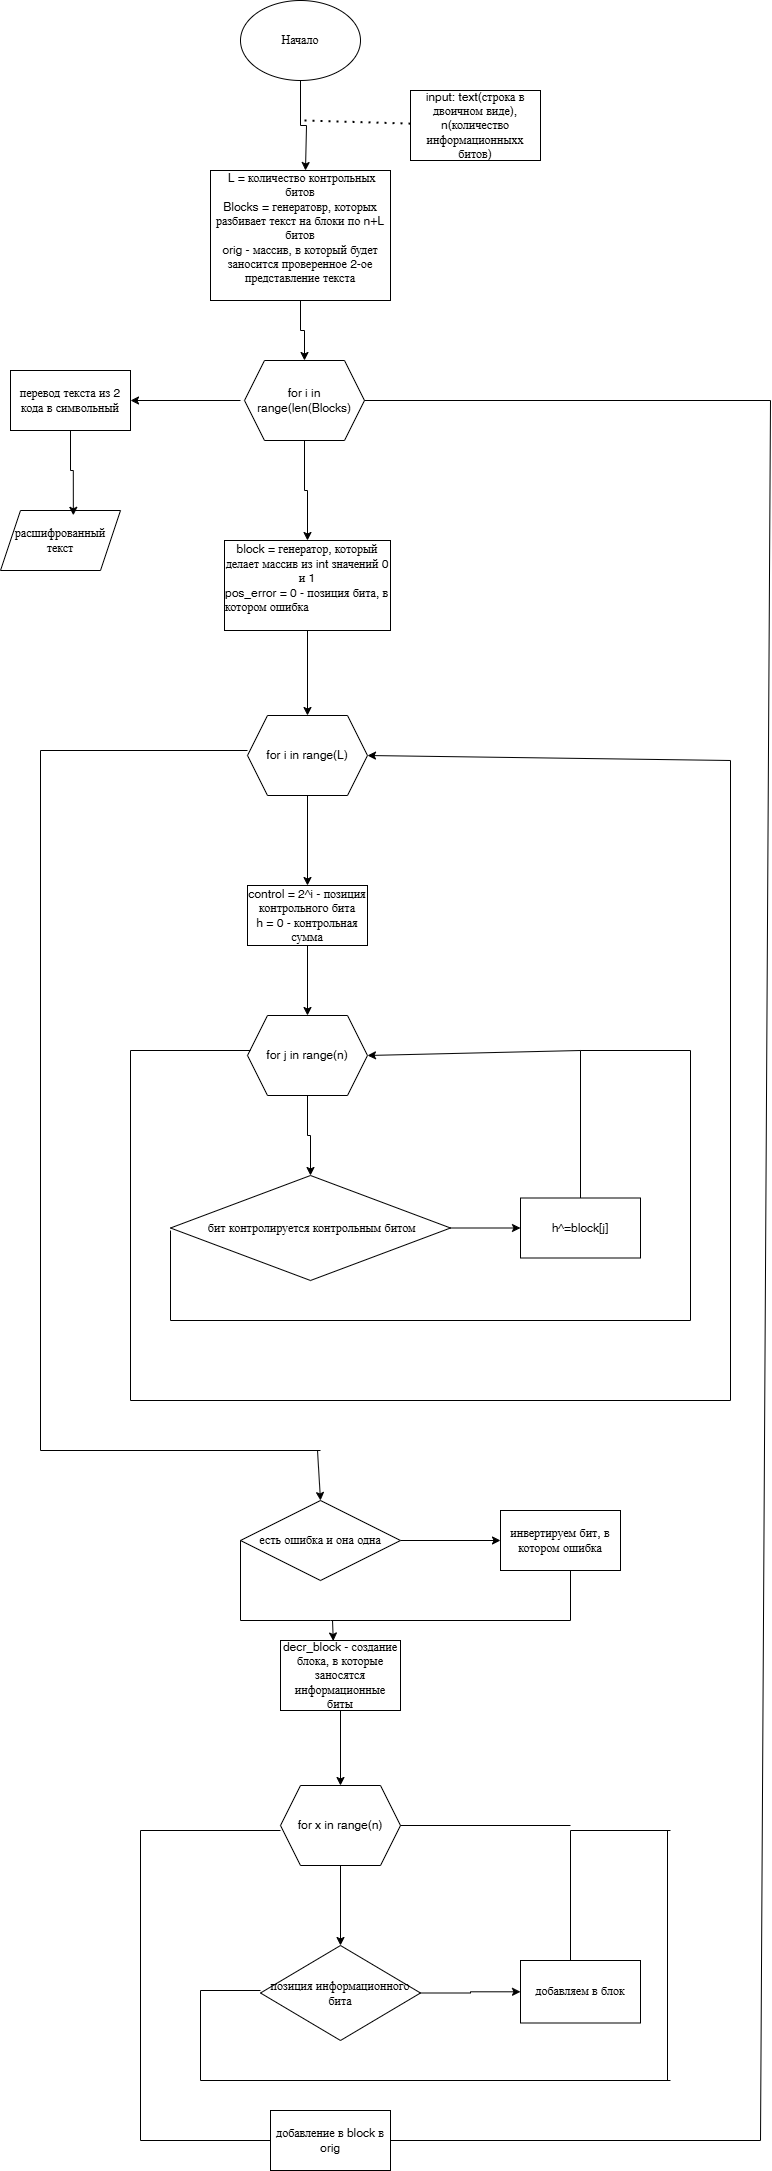 Начало
input: text(строка в
двоичном виде),
n(количество
информационныхх
битов)
L = количество контрольных
битов
Blocks = генератовр, которых
разбивает текст на блоки по n+L
битов
orig - массив, в который будет
заносится проверенное 2-ое
представление текста
for i in
range(len(Blocks)
перевод текста из 2
кода в символьный
расшифрованный
текст
block = генератор, который
делает массив из int значений 0
и 1
pos_error = 0 - позиция бита, в
котором ошибка
for i in range(L)
control = 2^i - позиция
контрольного бита
h = 0 - контрольная
сумма
for j in range(n)
бит контролируется контрольным битом
h^=block[j]
есть ошибка и она одна
инвертируем бит, в
котором ошибка
decr_block - создание
блока, в которые
заносятся
информационные
биты
for x in range(n)
позиция информационного
бита
добавляем в блок
добавление в block в
orig